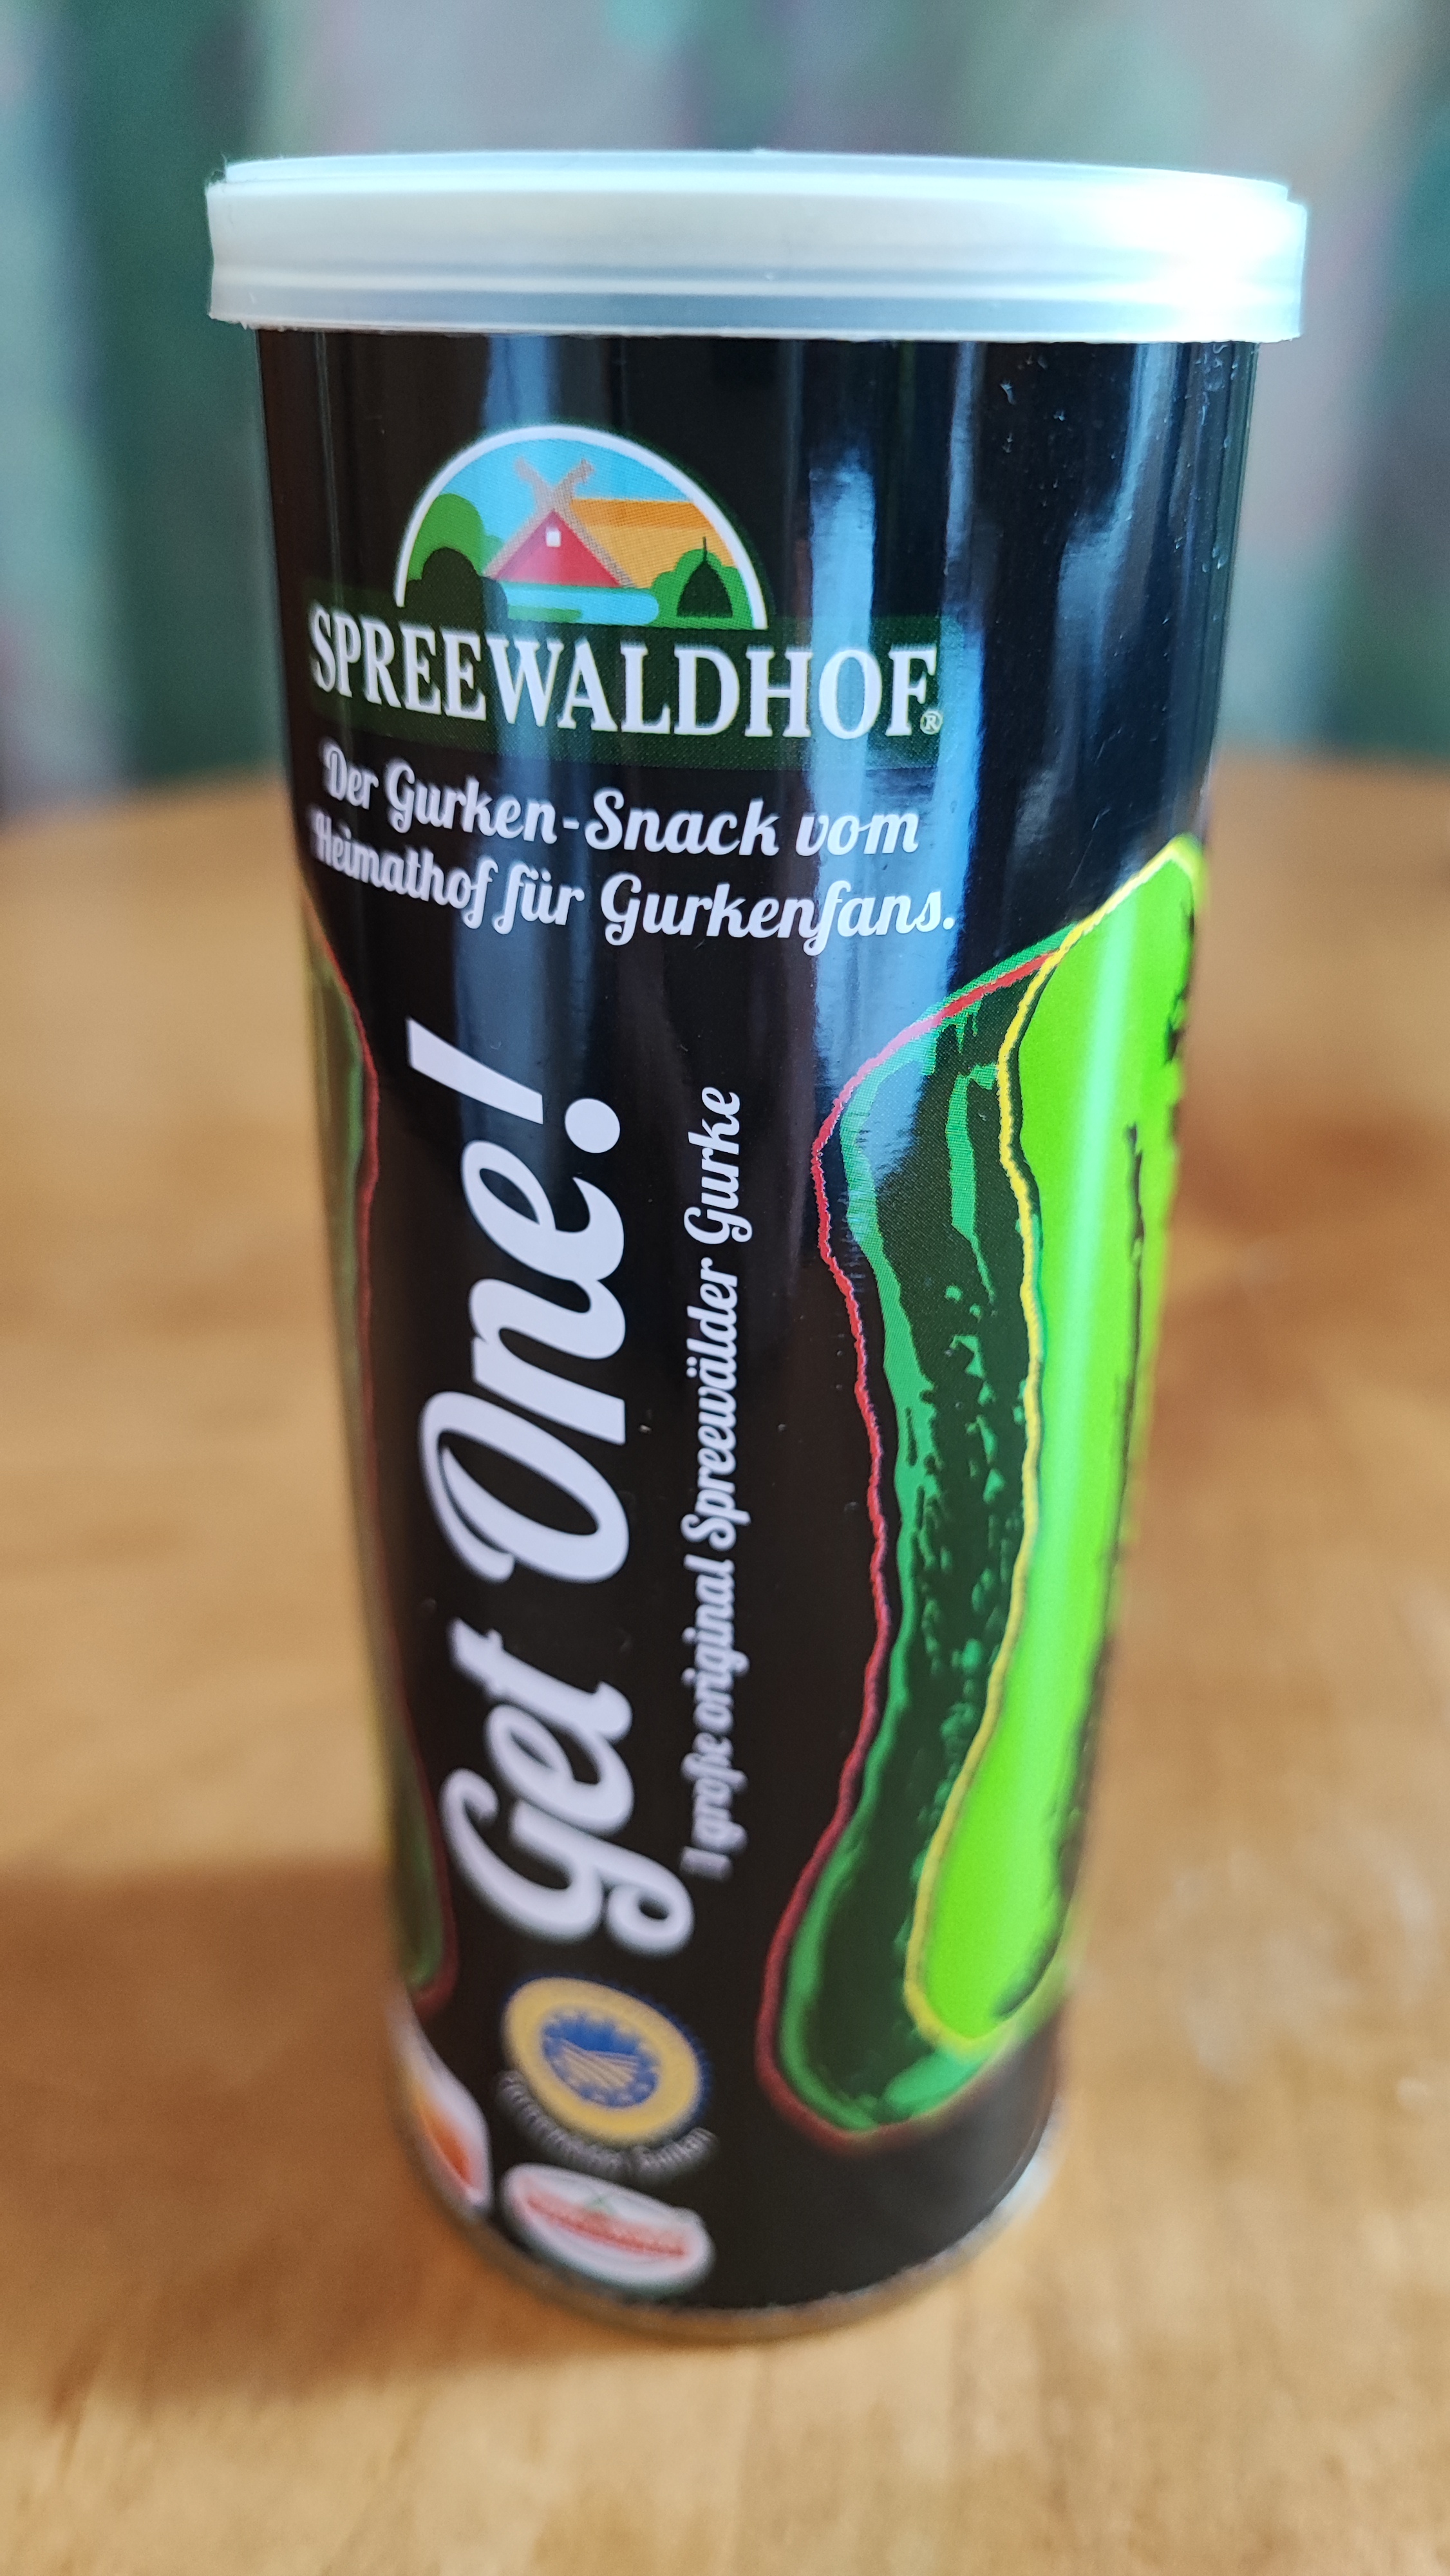 SPREEWALDHOF®
Der Gurken-Snack vom
Heimathof für Gurkenfans.
Get One!
1 große original Spreewälder Gurke